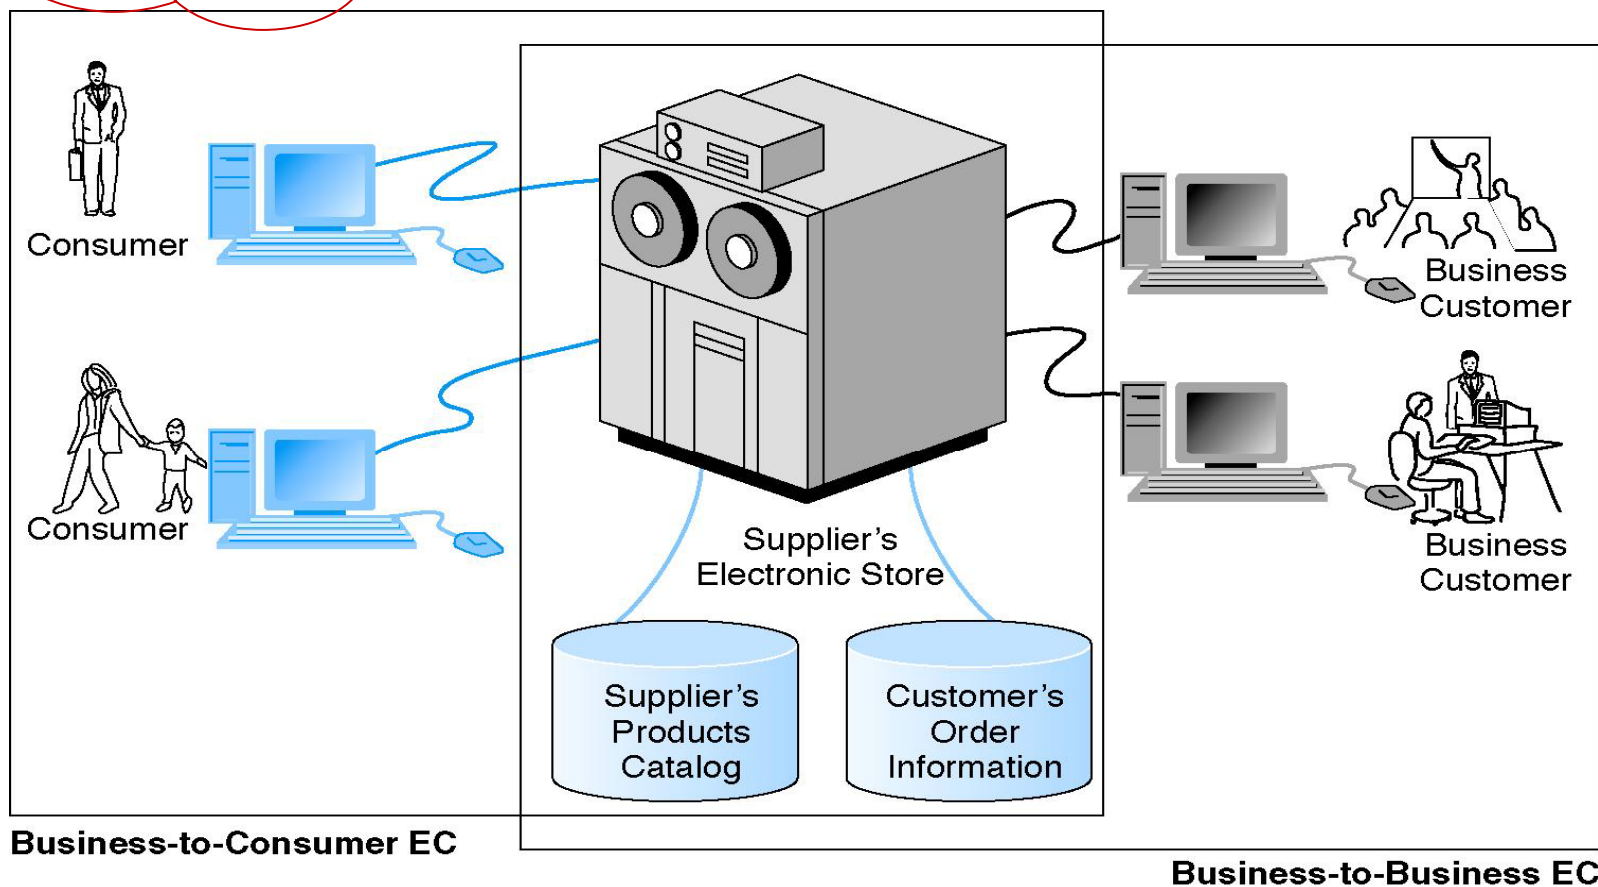 Consumer
Business
Customer
Consumer
Supplier's
Electronic Store
Business
Customer
Supplier's
Products
Catalog
Customer's
Order
Information
Business-to-Consumer EC
Business-to-Business EC